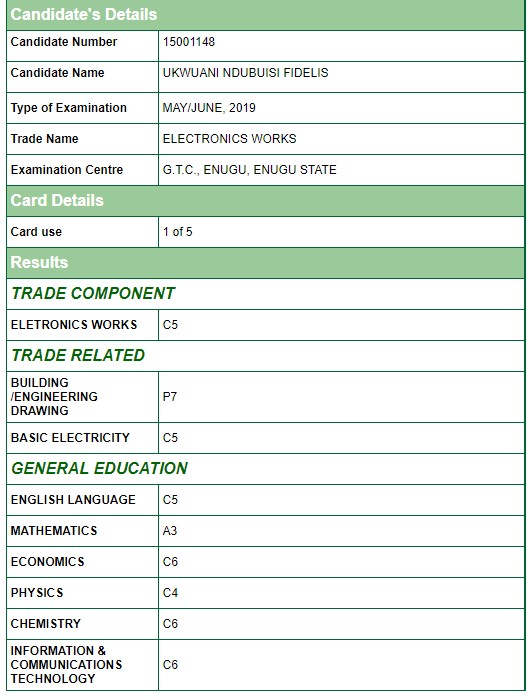 Candidate's Details
Candidate Number 15001148
Candidate Name UKWUANI NDUBUISI FIDELIS
Type of Examination MAY/JUNE, 2019
Trade Name ELECTRONICS WORKS
Examination Centre G.T.C., ENUGU, ENUGU STATE
Card Details
Card use 1 of 5
Results
TRADE COMPONENT
ELETRONICS WORKS C5
TRADE RELATED
BUILDING
/ENGINEERING P7
DRAWING
BASIC ELECTRICITY C5
GENERAL EDUCATION
ENGLISH LANGUAGE C5
MATHEMATICS A3
ECONOMICS C6
PHYSICS C4
CHEMISTRY C6
INFORMATION &
COMMUNICATIONS C6
TECHNOLOGY